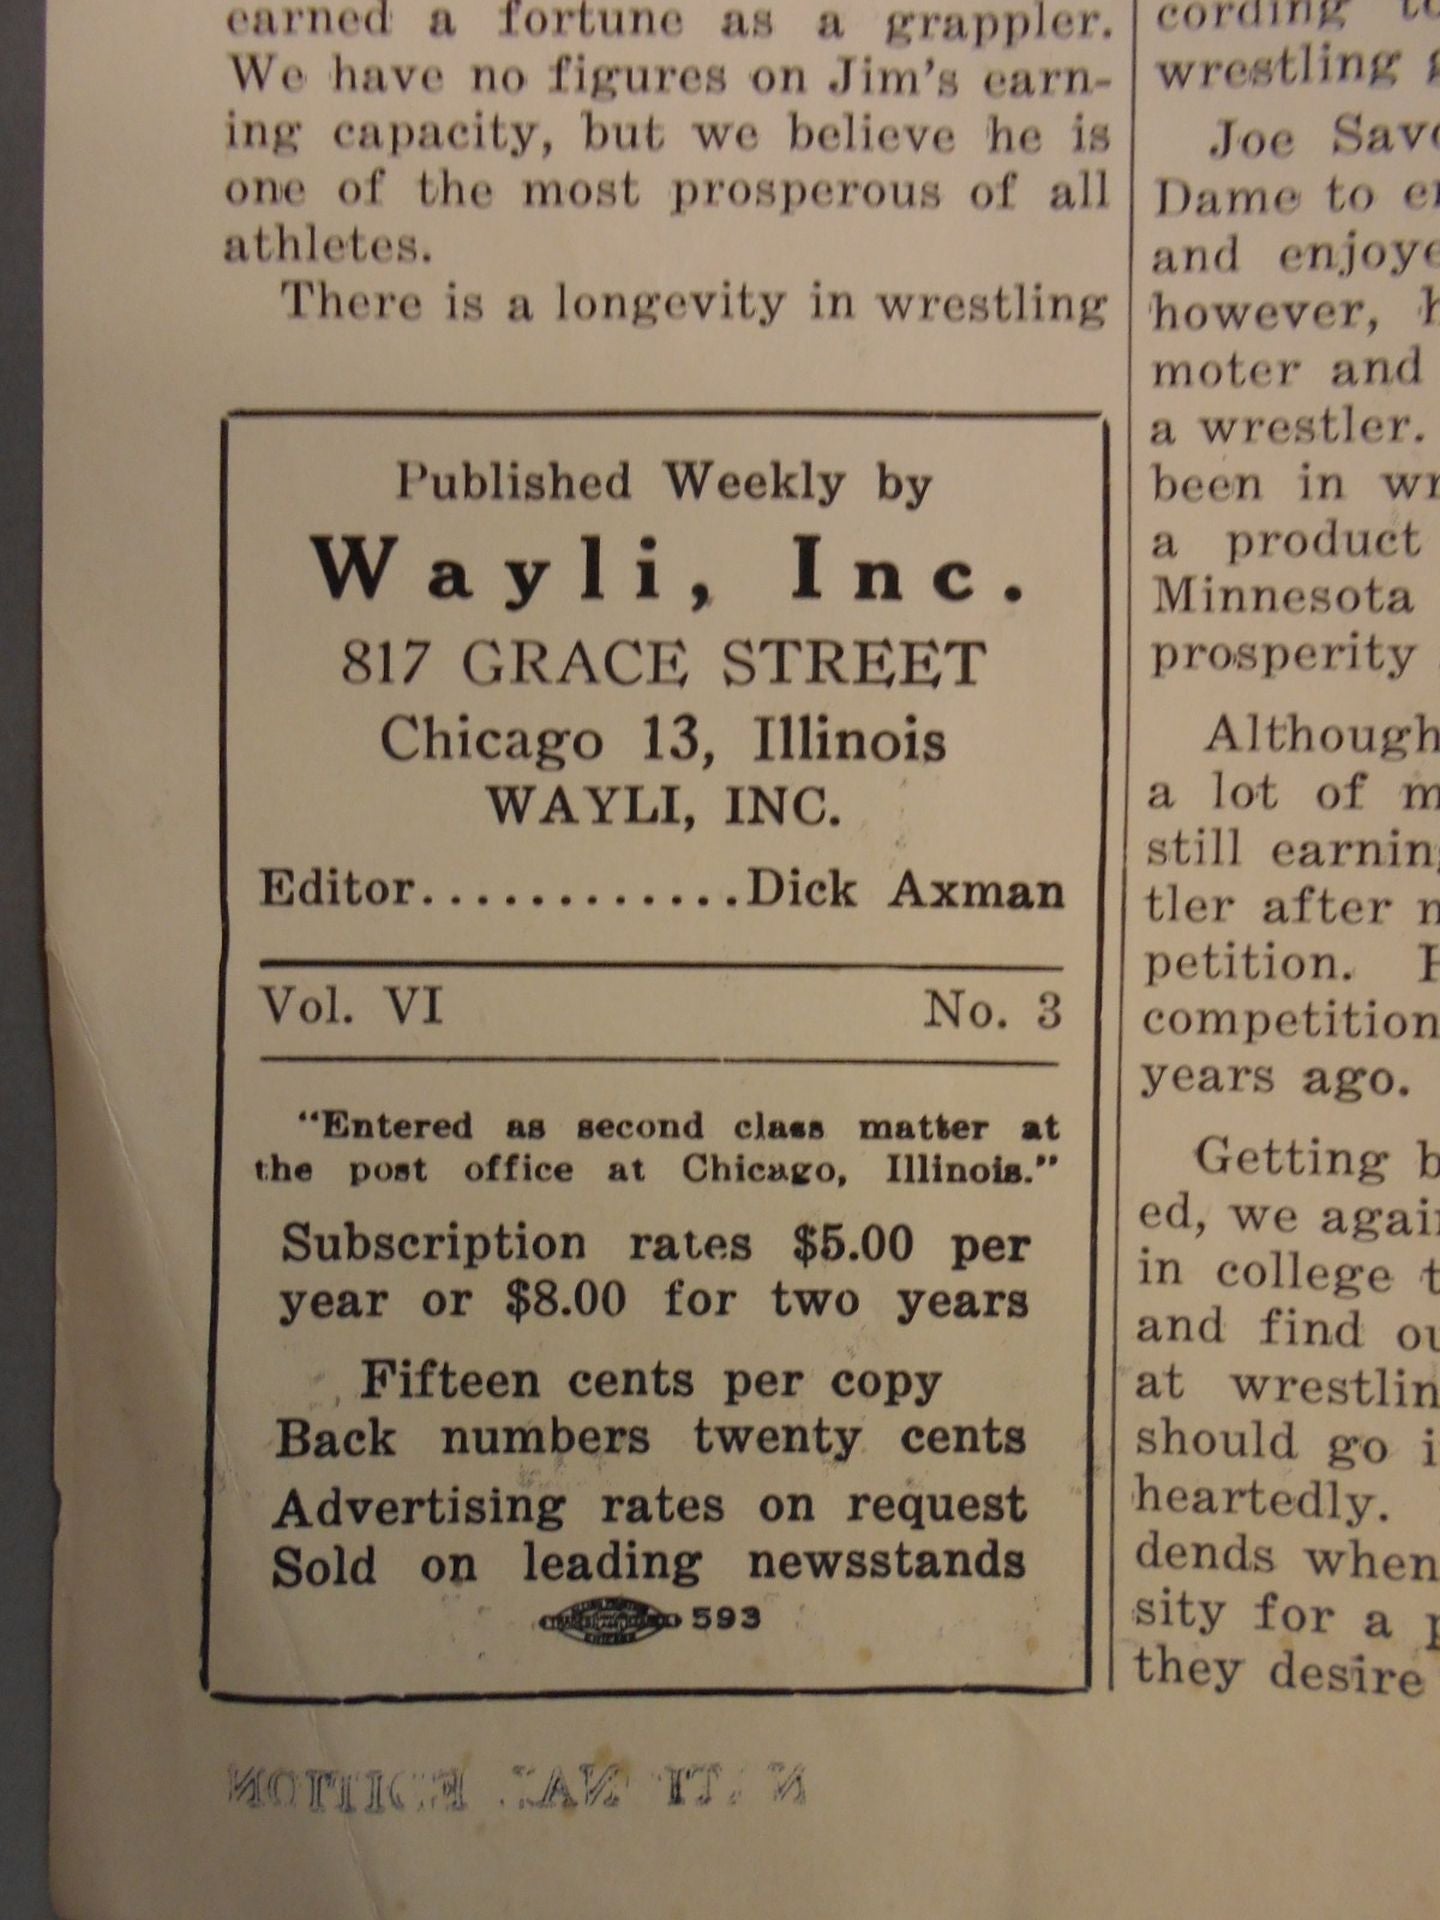 earned a fortune as a grappler.
We have no figures on Jim's earn-
ing capacity, but we believe he is
one of the most prosperous of all
athletes.
There is a longevity in wrestling
Published Weekly by
Wayli, Inc.
817 GRACE STREET
Chicago 13, Illinois
WAYLI, INC.
Editor............Dick Axman
Vol. VI No. 3
"Entered as second class matter at
the post office at Chicago, Illinois."
Subscription rates $5.00 per
year or $8.00 for two years
Fifteen cents per copy
Back numbers twenty cents
Advertising rates on request
Sold on leading newsstands
593
cording to
wrestling
Joe
Dame to
and
however,
moter and
a wrestler.
been in
a product
Minnesota
prosperity
Although
a lot of
still
tler after
petition.
competition
years ago.
Getting
ed, we
in college
and find
at
should go
heartedly.
dends when
sity for a
they desire